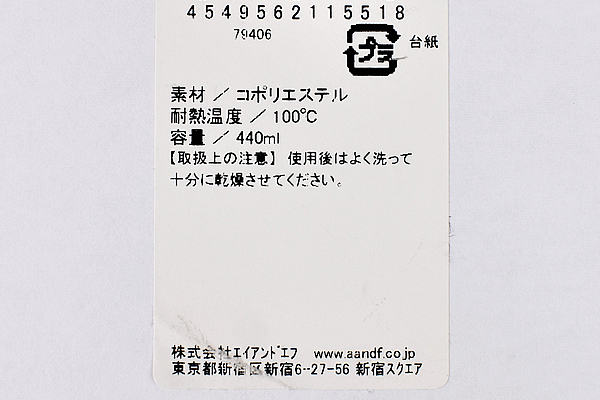 4549562115518
79406
プラ 台紙
素材 ／ コポリエステル
耐熱温度 ／ 100℃
容量 ／ 440ml
【取扱上の注意】 使用後はよく洗って
十分に乾燥させてください。
株式会社エイアンドエフ www.aandf.co.jp
東京都新宿区新宿6-27-56 新宿スクエア